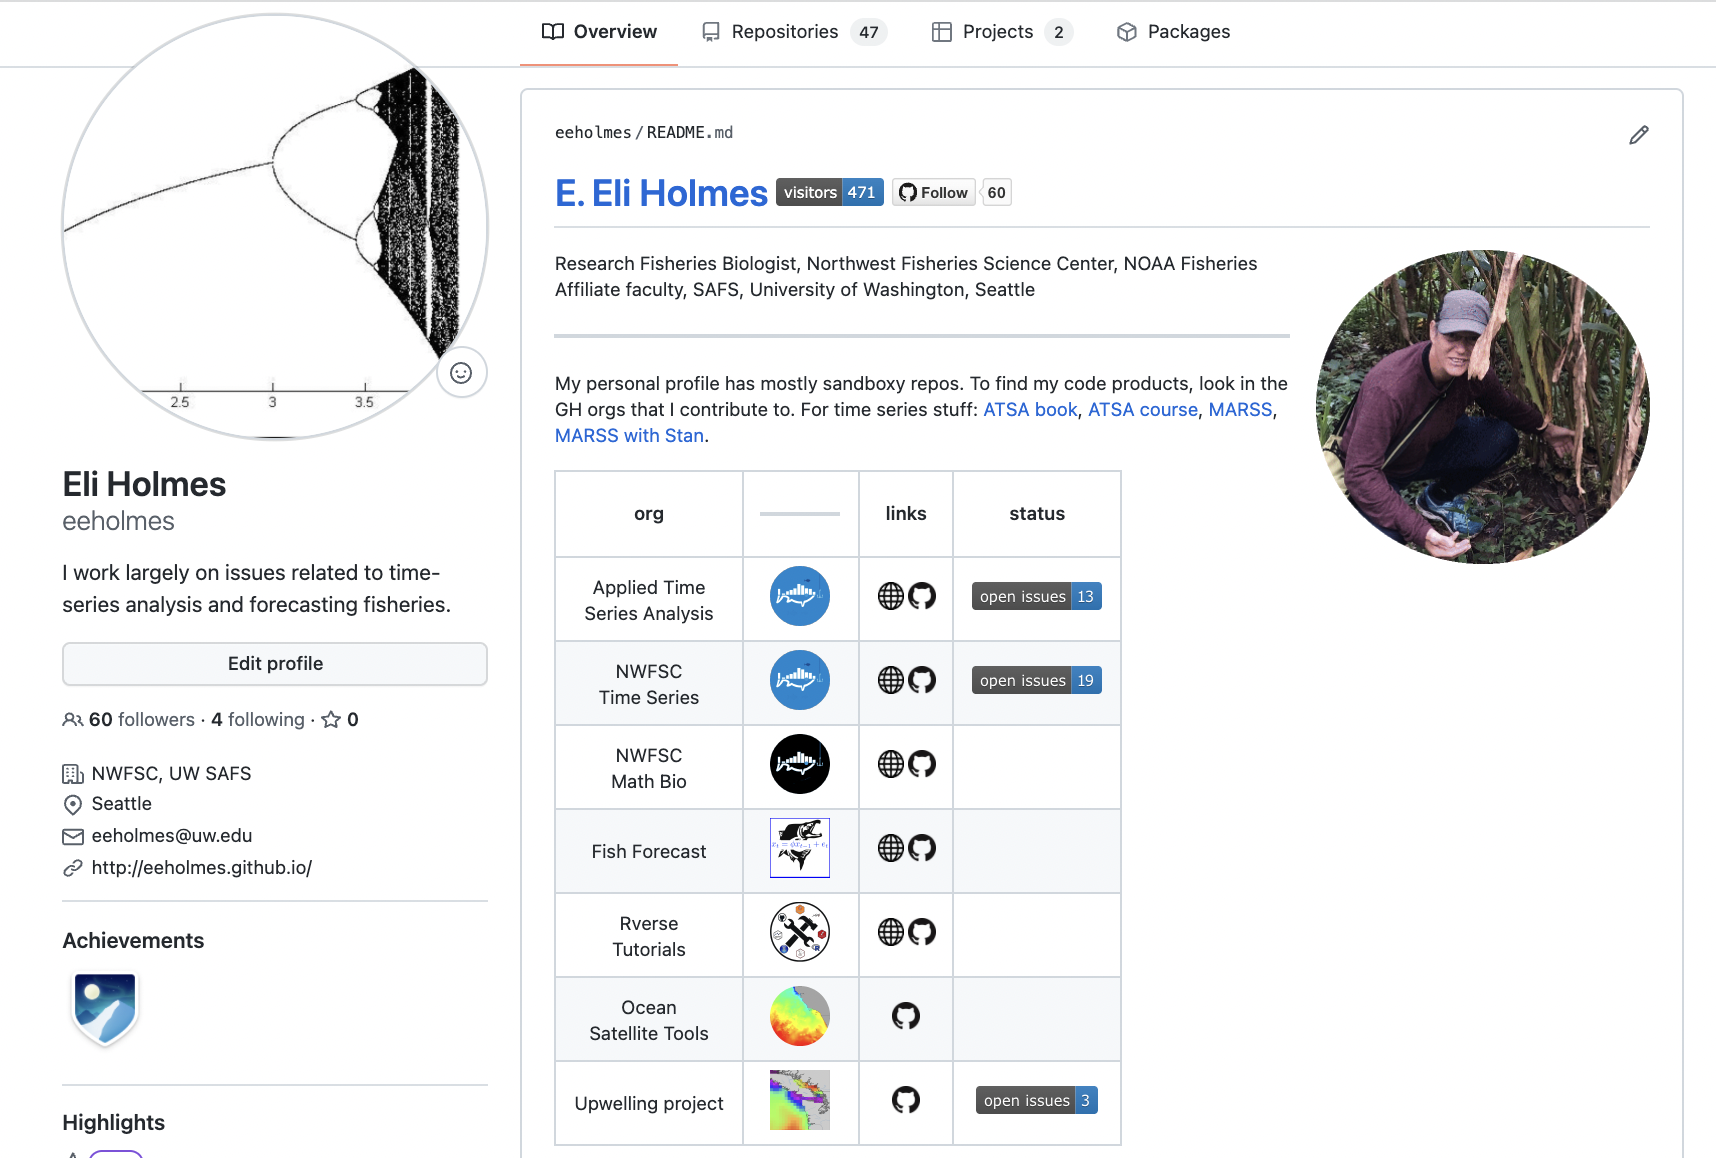 Overview
Repositories 47
Projects 2
Packages
2.5 3 3.5
Eli Holmes
eeholmes
I work largely on issues related to time-
series analysis and forecasting fisheries.
Edit profile
60 followers · 4 following · 0
NWFSC, UW SAFS
Seattle
eeholmes@uw.edu
http://eeholmes.github.io/
Achievements
Highlights
eeholmes/README.md
E. Eli Holmes visitors 471 Follow 60
Research Fisheries Biologist, Northwest Fisheries Science Center, NOAA Fisheries
Affiliate faculty, SAFS, University of Washington, Seattle
My personal profile has mostly sandboxy repos. To find my code products, look in the
GH orgs that I contribute to. For time series stuff: ATSA book, ATSA course, MARSS,
MARSS with Stan.
org links status
Applied Time
Series Analysis
open issues 13
NWFSC
Time Series
open issues 19
NWFSC
Math Bio
Fish Forecast
Rverse
Tutorials
Ocean
Satellite Tools
Upwelling project
open issues 3